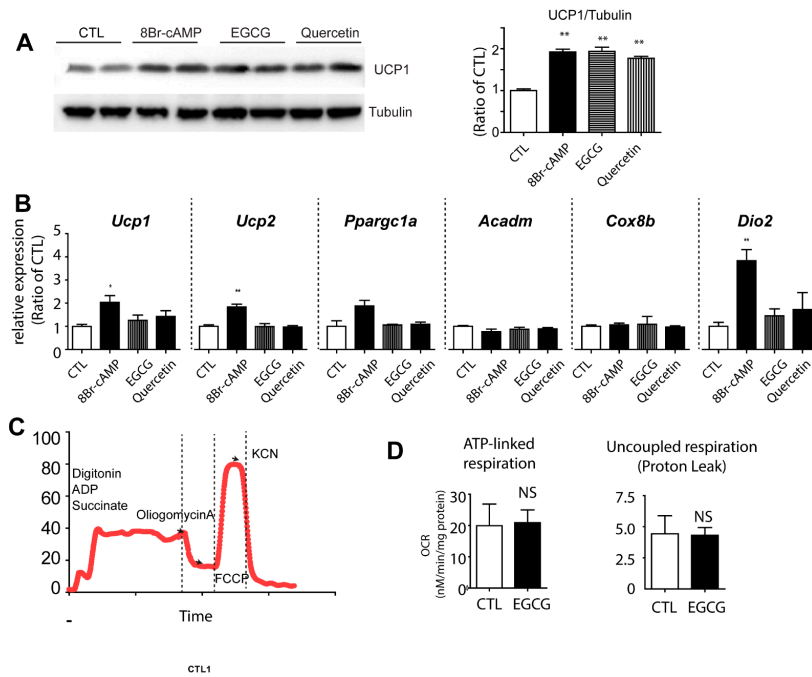 A
CTL 8Br-cAMP EGCG Quercetin
UCP1
Tubulin
UCP1/Tubulin
(Ratio of CTL)
2
1
0
** ** **
CTL
8Br-cAMP
EGCG
Quercetin
B
Ucp1 Ucp2 Ppargc1a Acadm Cox8b Dio2
relative expression
(Ratio of CTL)
5
4
3
2
1
0
* ** **
CTL 8Br-cAMP EGCG Quercetin CTL 8Br-cAMP EGCG Quercetin CTL 8Br-cAMP EGCG Quercetin CTL 8Br-cAMP EGCG Quercetin CTL 8Br-cAMP EGCG Quercetin CTL 8Br-cAMP EGCG Quercetin
C
100
80
60
40
20
0
Digitonin
ADP
Succinate
OliogomycinA
FCCP
KCN
Time
-
CTL1
D
ATP-linked
respiration
OCR
(nM/min/mg protein)
30
20
10
0
NS
CTL EGCG
Uncoupled respiration
(Proton Leak)
7.5
5.0
2.5
0.0
NS
CTL EGCG